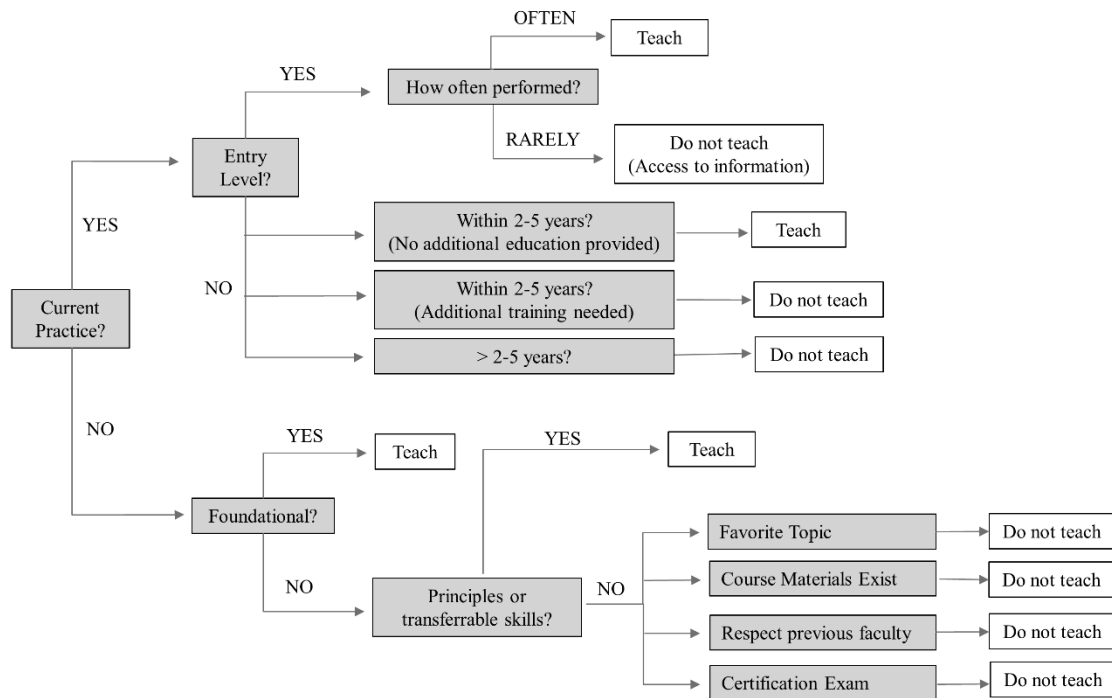 OFTEN
Teach
YES
How often performed?
RARELY
Do not teach
(Access to information)
Entry
Level?
YES
Within 2-5 years?
(No additional education provided)
Teach
NO
Within 2-5 years?
(Additional training needed)
Do not teach
Current
Practice?
> 2-5 years?
Do not teach
NO
YES
Teach
YES
Teach
Foundational?
NO
Principles or
transferrable skills?
NO
Favorite Topic
Do not teach
Course Materials Exist
Do not teach
Respect previous faculty
Do not teach
Certification Exam
Do not teach